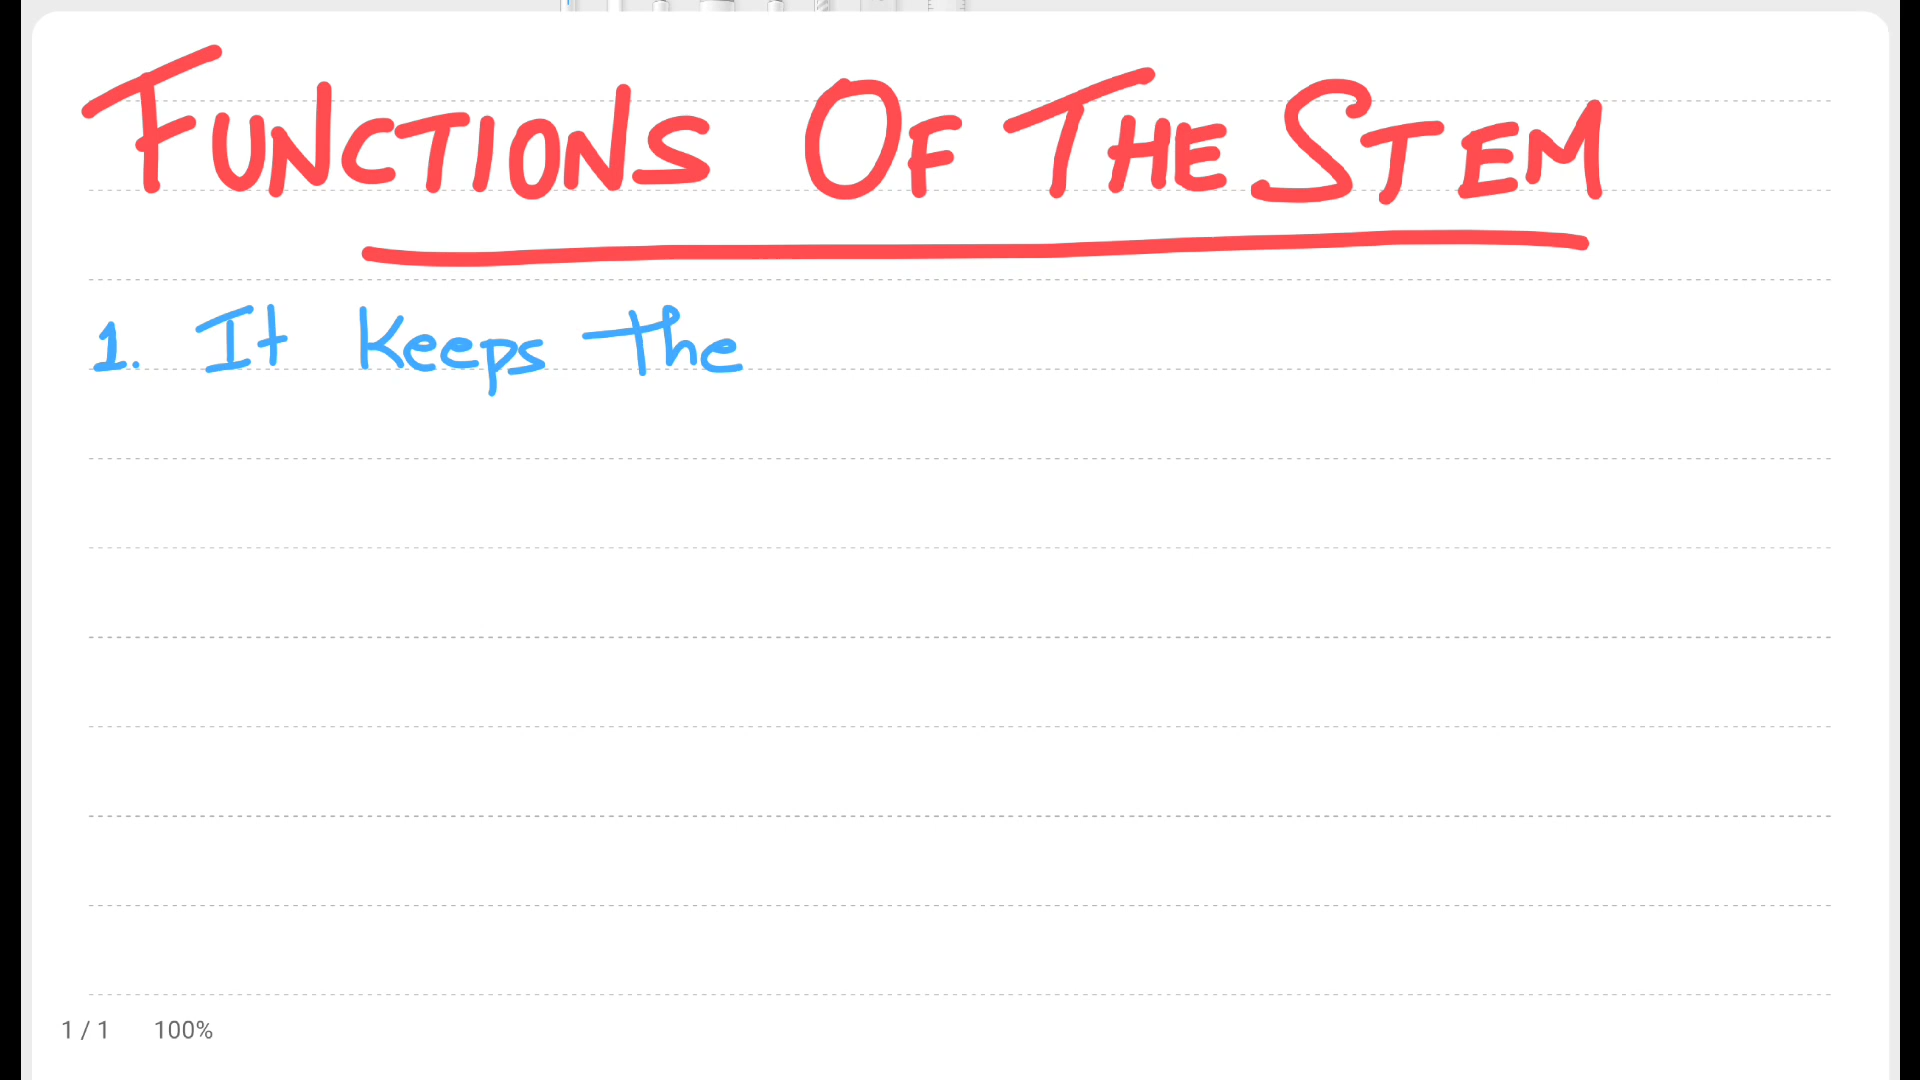 FUNCTIONS OF THE STEM
1. It Keeps the
1 / 1 100%